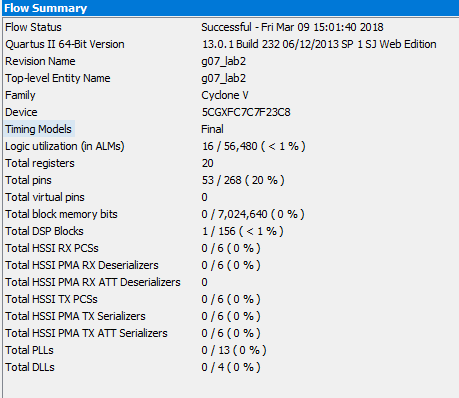 Flow Summary
Flow Status Successful - Fri Mar 09 15:01:40 2018
Quartus II 64-Bit Version 13.0.1 Build 232 06/12/2013 SP 1 SJ Web Edition
Revision Name g07_lab2
Top-level Entity Name g07_lab2
Family Cyclone V
Device 5CGXFC7C7F23C8
Timing Models Final
Logic utilization (in ALMs) 16 / 56,480 ( < 1 % )
Total registers 20
Total pins 53 / 268 ( 20 % )
Total virtual pins 0
Total block memory bits 0 / 7,024,640 ( 0 % )
Total DSP Blocks 1 / 156 ( < 1 % )
Total HSSI RX PCSs 0 / 6 ( 0 % )
Total HSSI PMA RX Deserializers 0 / 6 ( 0 % )
Total HSSI PMA RX ATT Deserializers 0
Total HSSI TX PCSs 0 / 6 ( 0 % )
Total HSSI PMA TX Serializers 0 / 6 ( 0 % )
Total HSSI PMA TX ATT Serializers 0 / 6 ( 0 % )
Total PLLs 0 / 13 ( 0 % )
Total DLLs 0 / 4 ( 0 % )